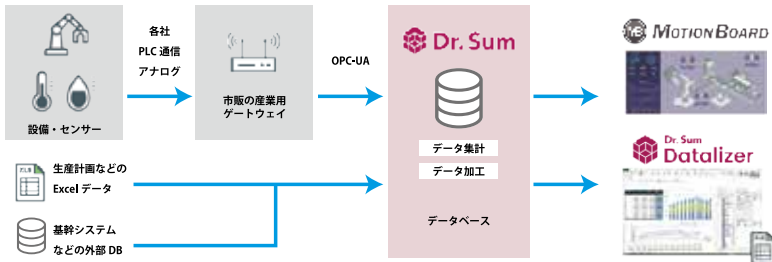 設備・センサー
各社
PLC 通信
アナログ
市販の産業用
ゲートウェイ
OPC-UA
生産計画などの
Excel データ
基幹システム
などの外部 DB
Dr. Sum
データ集計
データ加工
データベース
MB MOTIONBOARD
Dr. Sum
Datalizer